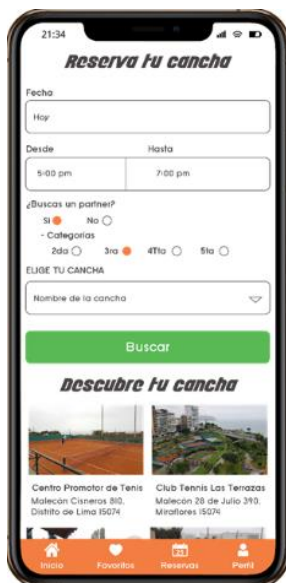 21:34
Reserva tu cancha
Fecha
Hoy
Desde Hasta
5:00 pm 7:00 pm
¿Buscas un partner?
Si No
- Categorias
2da 3ra 4Tta 5ta
ELIGE TU CANCHA
Nombre de la cancha
Buscar
Descubre tu cancha
Centro Promotor de Tenis
Malecón Cisneros 810.
Distrito de Lima 15074
Club Tennis Las Terrazas
Malecón 28 de Julio 390.
Miraflores 15074
Inicio Favoritos Reservas Perfil